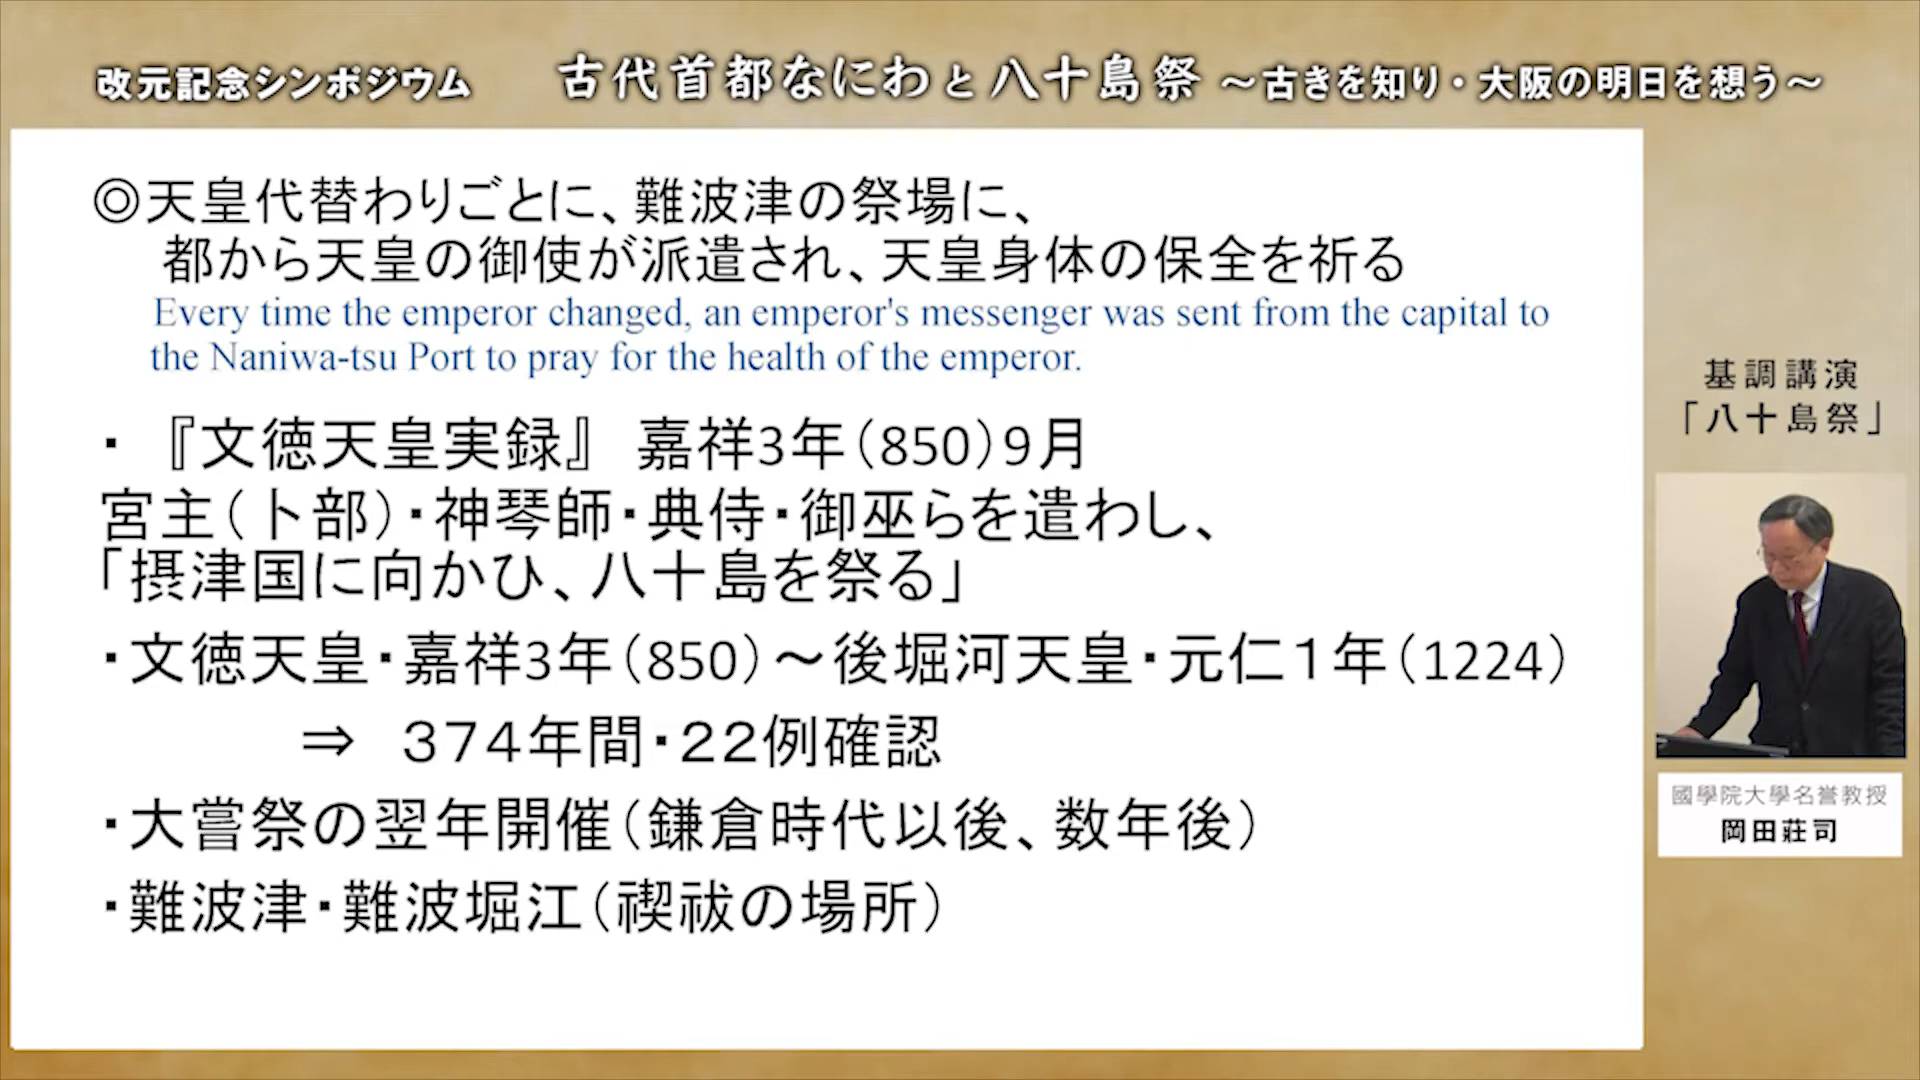 改元記念シンポジウム 古代首都なにわと八十島祭 ～古きを知り・大阪の明日を想う～
◎天皇代替わりごとに、難波津の祭場に、
都から天皇の御使が派遣され、天皇身体の保全を祈る
Every time the emperor changed, an emperor's messenger was sent from the capital to
the Naniwa-tsu Port to pray for the health of the emperor.
・『文徳天皇実録』 嘉祥3年（850）9月
宮主（卜部）・神琴師・典侍・御巫らを遣わし、
「摂津国に向かひ、八十島を祭る」
・文徳天皇・嘉祥3年（850）～後堀河天皇・元仁１年（1224）
⇒ ３７４年間・２２例確認
・大嘗祭の翌年開催（鎌倉時代以後、数年後）
・難波津・難波堀江（禊祓の場所）
基調講演
「八十島祭」
國學院大學名誉教授
岡田莊司